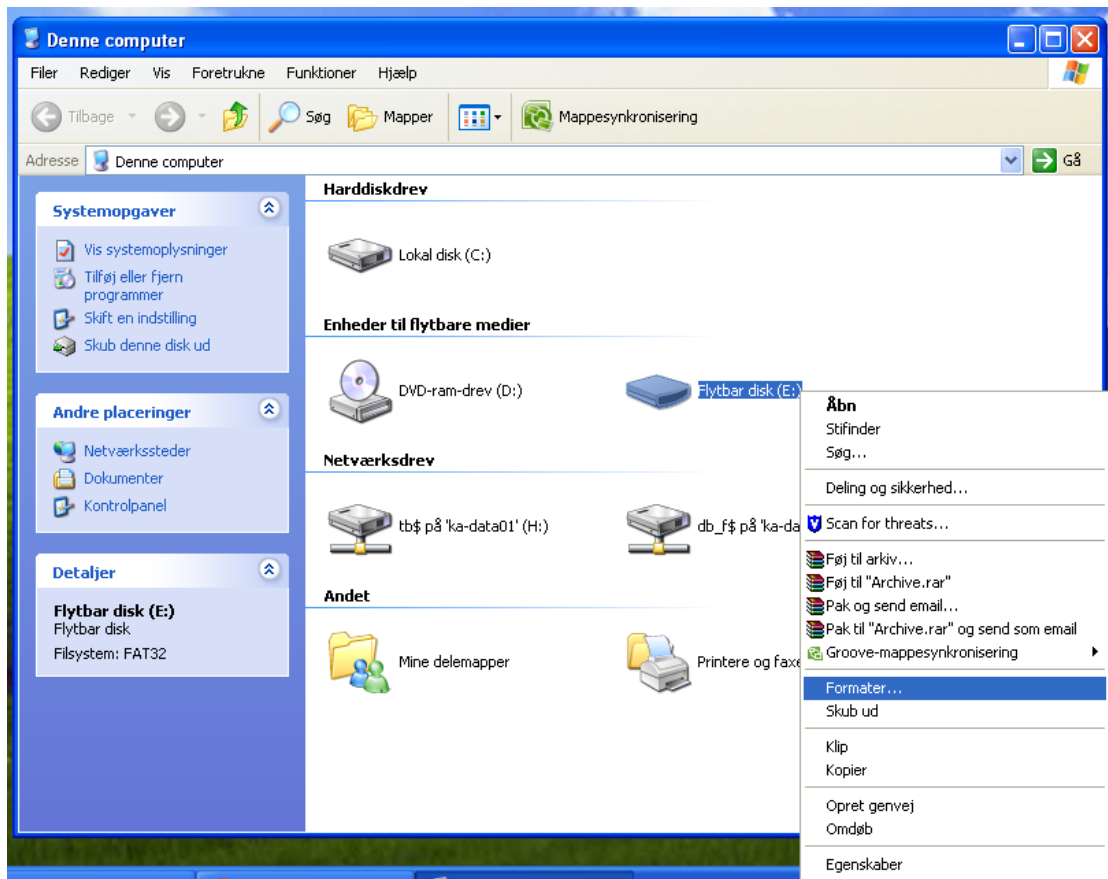 Denne computer
Filer Rediger Vis Foretrukne Funktioner Hjælp
Tilbage Søg Mapper Mappesynkronisering
Adresse Denne computer Gå
Systemopgaver
Vis systemoplysninger
Tilføj eller fjern
programmer
Skift en indstilling
Skub denne disk ud
Andre placeringer
Netværkssteder
Dokumenter
Kontrolpanel
Detaljer
Flytbar disk (E:)
Flytbar disk
Filsystem: FAT32
Harddiskdrev
Lokal disk (C:)
Enheder til flytbare medier
DVD-ram-drev (D:)
Flytbar disk (E:)
Netværksdrev
tb$ på 'ka-data01' (H:)
db_f$ på 'ka-da
Andet
Mine delemapper
Printere og faxe
Åbn
Stifinder
Søg...
Deling og sikkerhed...
Scan for threats...
Føj til arkiv...
Føj til "Archive.rar"
Pak og send email...
Pak til "Archive.rar" og send som email
Groove-mappesynkronisering
Formater...
Skub ud
Klip
Kopier
Opret genvej
Omdøb
Egenskaber